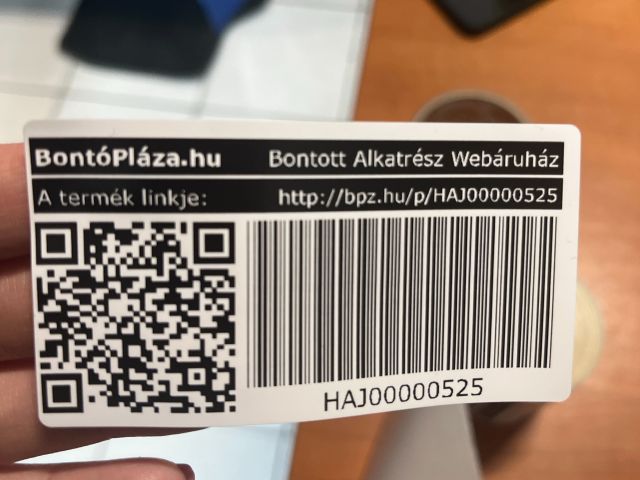 BontóPláza.hu Bontott Alkatrész Webáruház
A termék linkje: http://bpz.hu/p/HAJ00000525
HAJ00000525